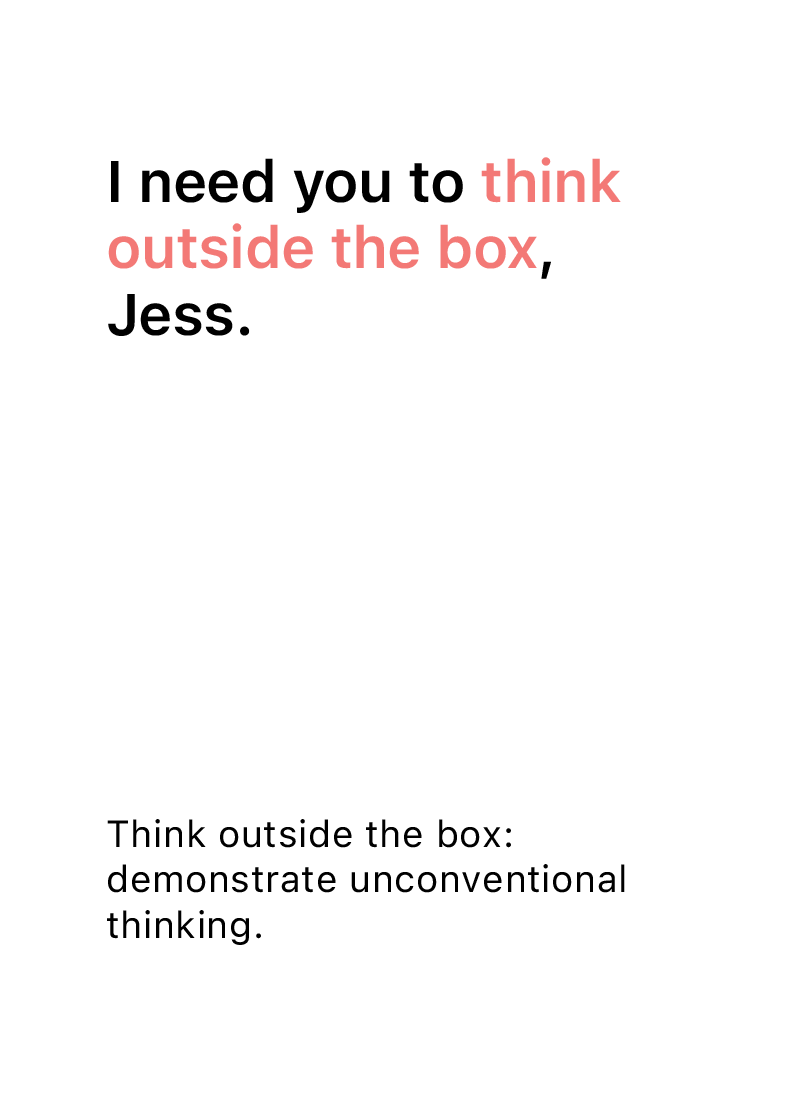 I need you to think
outside the box,
Jess.
Think outside the box:
demonstrate unconventional
thinking.